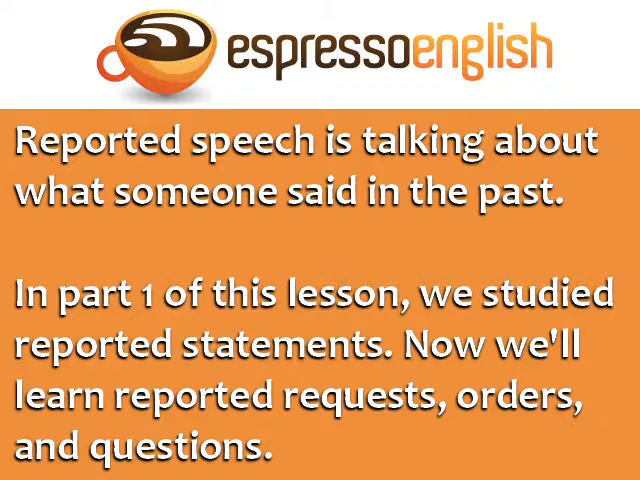 espressoenglish
Reported speech is talking about
what someone said in the past.
In part 1 of this lesson, we studied
reported statements. Now we'll
learn reported requests, orders,
and questions.